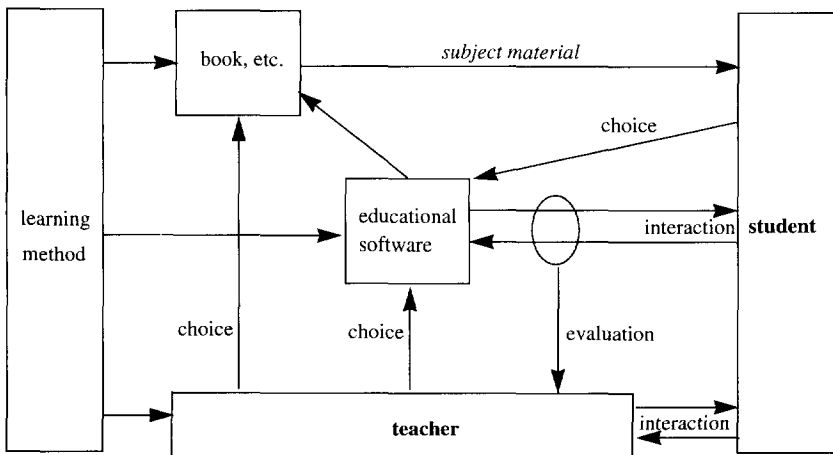 book, etc.
subject material
choice
learning
method
educational
software
interaction
student
choice
choice
evaluation
teacher
interaction